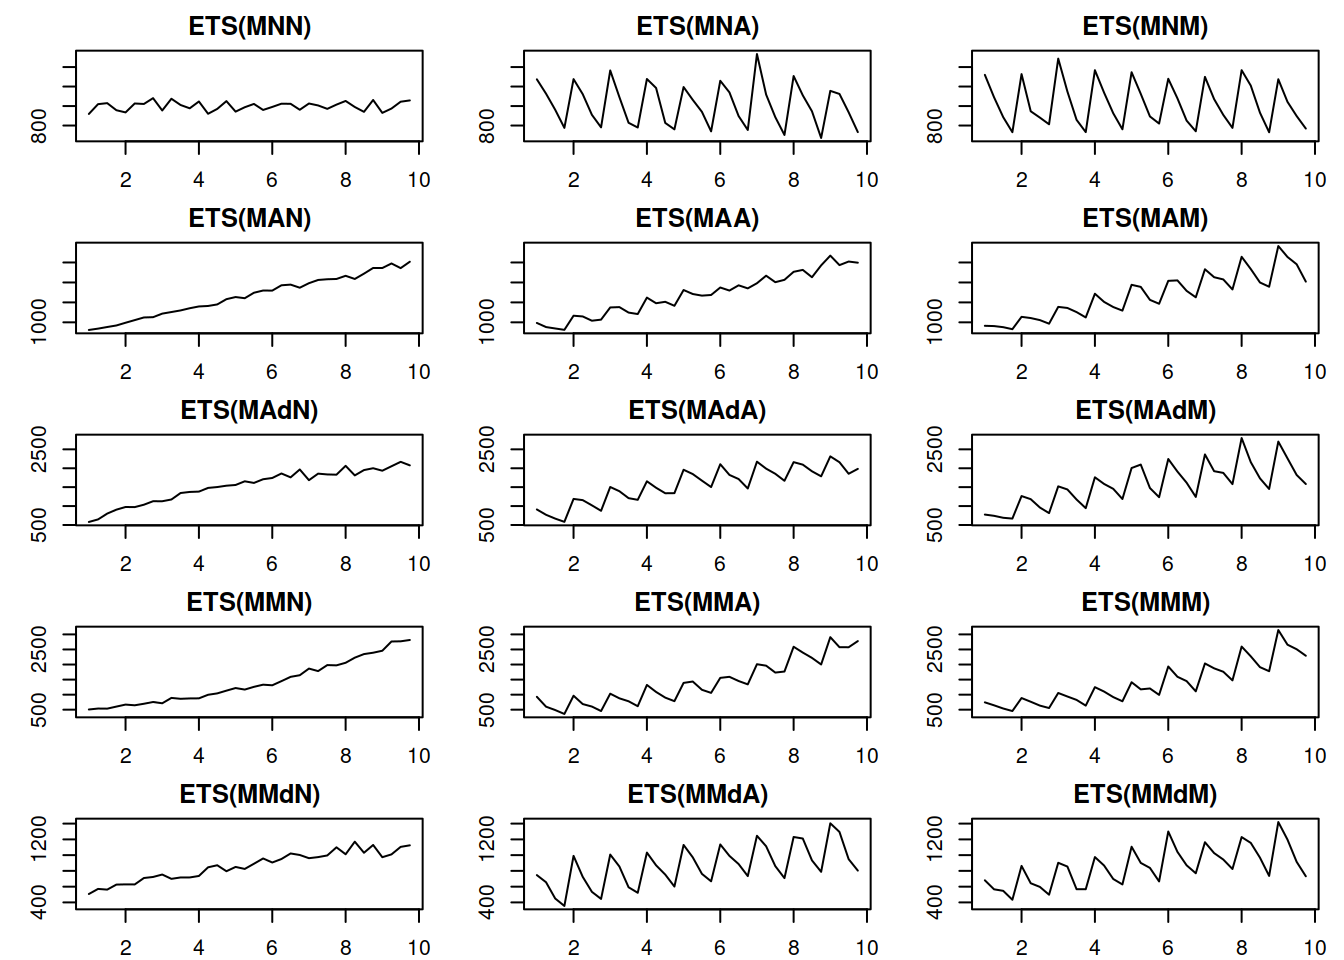 ETS(MNN) ETS(MNA) ETS(MNM)
800 800 800
2 4 6 8 10 2 4 6 8 10 2 4 6 8 10
ETS(MAN) ETS(MAA) ETS(MAM)
1000 1000 1000
2 4 6 8 10 2 4 6 8 10 2 4 6 8 10
ETS(MAdN) ETS(MAdA) ETS(MAdM)
2500 2500 2500
500 500 500
2 4 6 8 10 2 4 6 8 10 2 4 6 8 10
ETS(MMN) ETS(MMA) ETS(MMM)
2500 2500 2500
500 500 500
2 4 6 8 10 2 4 6 8 10 2 4 6 8 10
ETS(MMdN) ETS(MMdA) ETS(MMdM)
1200 1200 1200
400 400 400
2 4 6 8 10 2 4 6 8 10 2 4 6 8 10